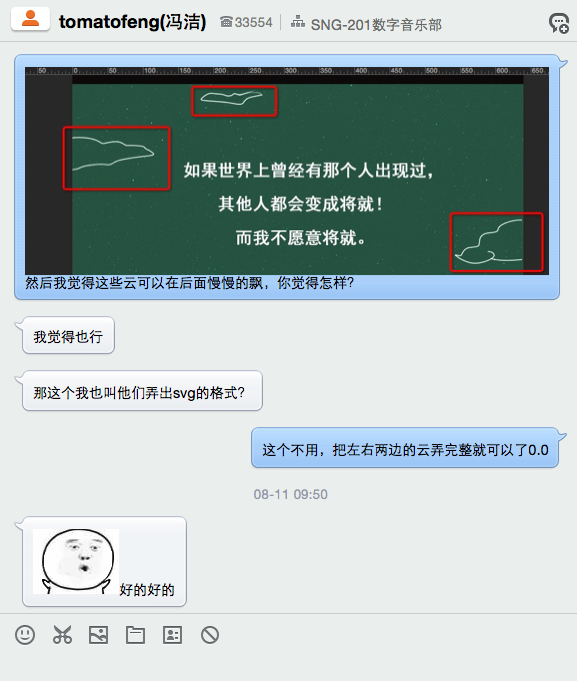 tomatofeng(冯洁)
33554
SNG-201数字音乐部
50 0 50 100 150 200 250 300 350 400 450 500 550 600 650
如果世界上曾经有那个人出现过，
其他人都会变成将就！
而我不愿意将就。
然后我觉得这些云可以在后面慢慢的飘，你觉得怎样?
我觉得也行
那这个我也叫他们弄出svg的格式?
这个不用，把左右两边的云弄完整就可以了0.0
08-11 09:50
好的好的